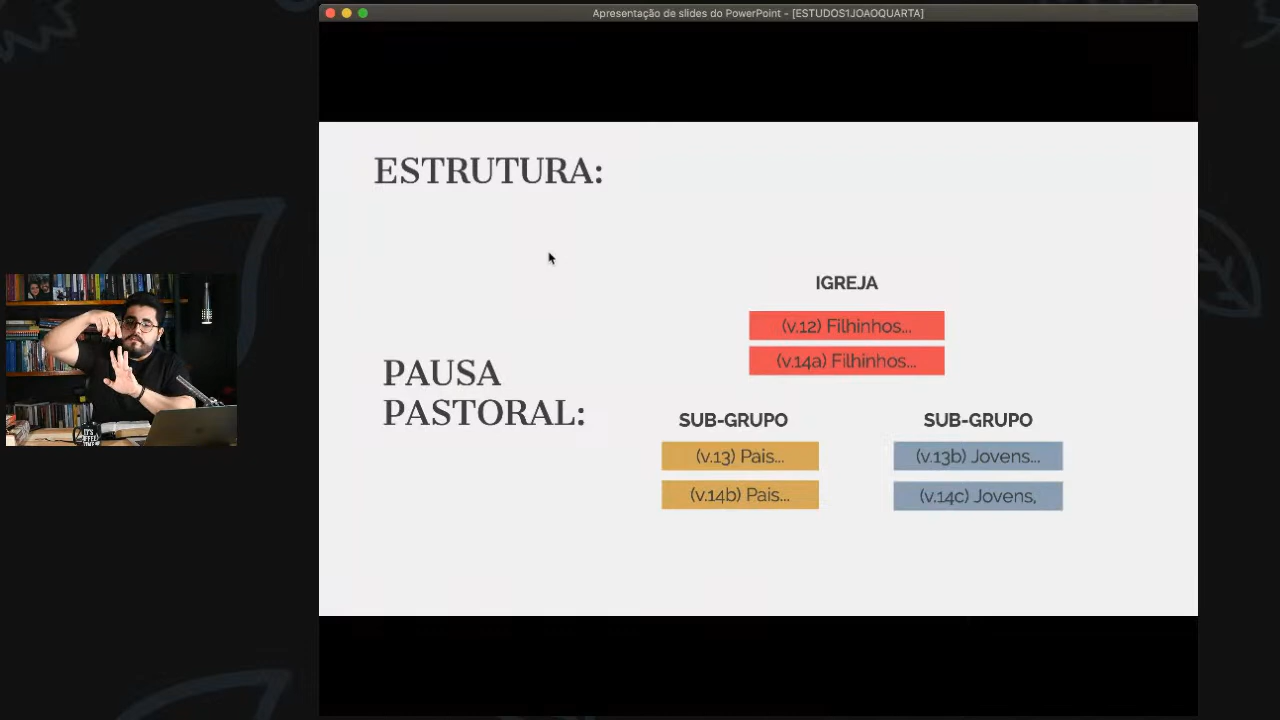 Apresentação de slides do PowerPoint - [ESTUDOS1JOAOQUARTA]
ESTRUTURA:
IGREJA
(v.12) Filhinhos...
(v.14a) Filhinhos...
PAUSA
PASTORAL:
SUB-GRUPO
(v.13) Pais...
(v.14b) Pais...
SUB-GRUPO
(v.13b) Jovens...
(v.14c) Jovens,